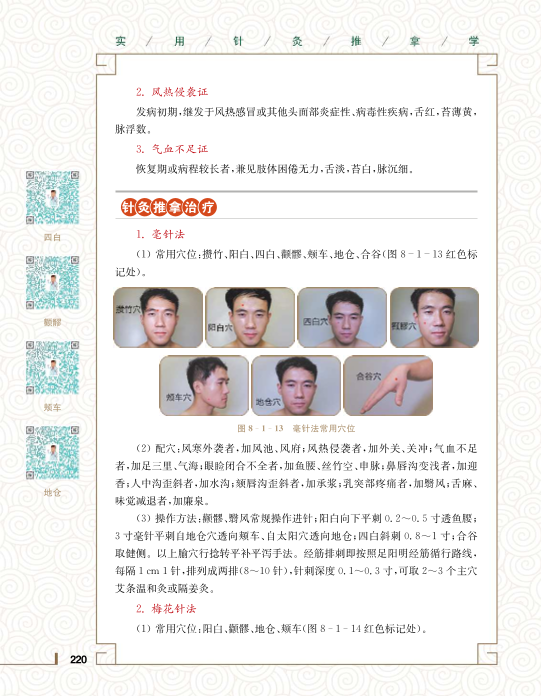 实 / 用 / 针 / 灸 / 推 / 拿 / 学
2. 风热侵袭证
发病初期,继发于风热感冒或其他头面部炎症性、病毒性疾病,舌红,苔薄黄,
脉浮数。
3. 气血不足证
恢复期或病程较长者,兼见肢体困倦无力,舌淡,苔白,脉沉细。
针灸推拿治疗
1. 毫针法
(1) 常用穴位:攒竹、阳白、四白、颧髎、颊车、地仓、合谷(图 8-1-13 红色标
记处)。
攒竹穴
阳白穴
四白穴
颧髎穴
颊车穴
地仓穴
合谷穴
图 8-1-13 毫针法常用穴位
(2) 配穴:风寒外袭者,加风池、风府;风热侵袭者,加外关、关冲;气血不足
者,加足三里、气海;眼睑闭合不全者,加鱼腰、丝竹空、申脉;鼻唇沟变浅者,加迎
香;人中沟歪斜者,加水沟;颏唇沟歪斜者,加承浆;乳突部疼痛者,加翳风;舌麻、
味觉减退者,加廉泉。
(3) 操作方法:颧髎、翳风常规操作进针;阳白向下平刺 0.2～0.5 寸透鱼腰;
3 寸毫针平刺自地仓穴透向颊车、自太阳穴透向地仓;四白斜刺 0.8～1 寸;合谷
取健侧。以上腧穴行捻转平补平泻手法。经筋排刺即按照足阳明经筋循行路线,
每隔 1 cm 1 针,排列成两排(8～10 针),针刺深度 0.1～0.3 寸,可取 2～3 个主穴
艾条温和灸或隔姜灸。
2. 梅花针法
(1) 常用穴位:阳白、颧髎、地仓、颊车(图 8-1-14 红色标记处)。
四白
颧髎
颊车
地仓
220